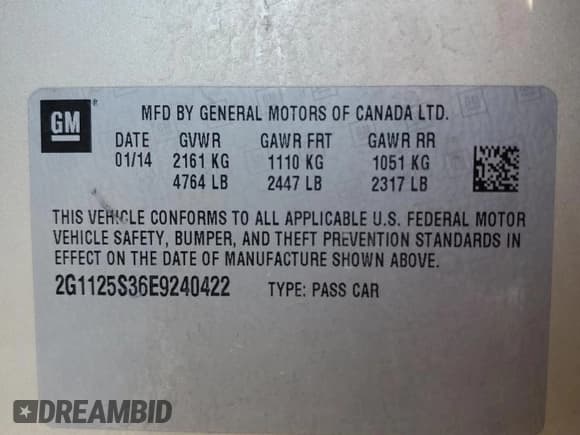 GM ®
MFD BY GENERAL MOTORS OF CANADA LTD.
DATE GVWR GAWR FRT GAWR RR
01/14 2161 KG 1110 KG 1051 KG
4764 LB 2447 LB 2317 LB
THIS VEHICLE CONFORMS TO ALL APPLICABLE U.S. FEDERAL MOTOR
VEHICLE SAFETY, BUMPER, AND THEFT PREVENTION STANDARDS IN
EFFECT ON THE DATE OF MANUFACTURE SHOWN ABOVE.
2G1125S36E9240422 TYPE: PASS CAR
DREAMBID